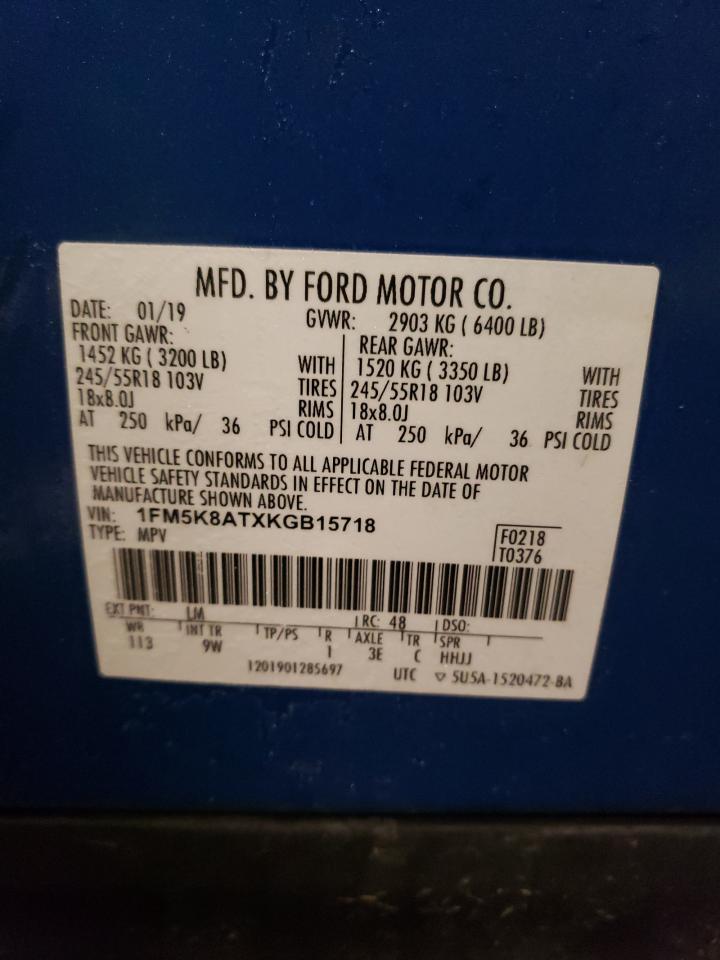 MFD. BY FORD MOTOR CO.
DATE: 01/19
GVWR: 2903 KG ( 6400 LB)
FRONT GAWR:
1452 KG ( 3200 LB) WITH
245/55R18 103V TIRES
18x8.0J RIMS
AT 250 kPa/ 36 PSI COLD
REAR GAWR:
1520 KG ( 3350 LB) WITH
245/55R18 103V TIRES
18x8.0J RIMS
AT 250 kPa/ 36 PSI COLD
THIS VEHICLE CONFORMS TO ALL APPLICABLE FEDERAL MOTOR
VEHICLE SAFETY STANDARDS IN EFFECT ON THE DATE OF
MANUFACTURE SHOWN ABOVE.
VIN: 1FM5K8ATXKGB15718
TYPE: MPV
F0218
T0376
EXT PNT: LM RC: 48 DSO:
WB INT TR TP/PS R AXLE TR SPR
113 9W 1 3E C HHJJ
1201901285697 UTC ▽ 5U5A-1520472-BA